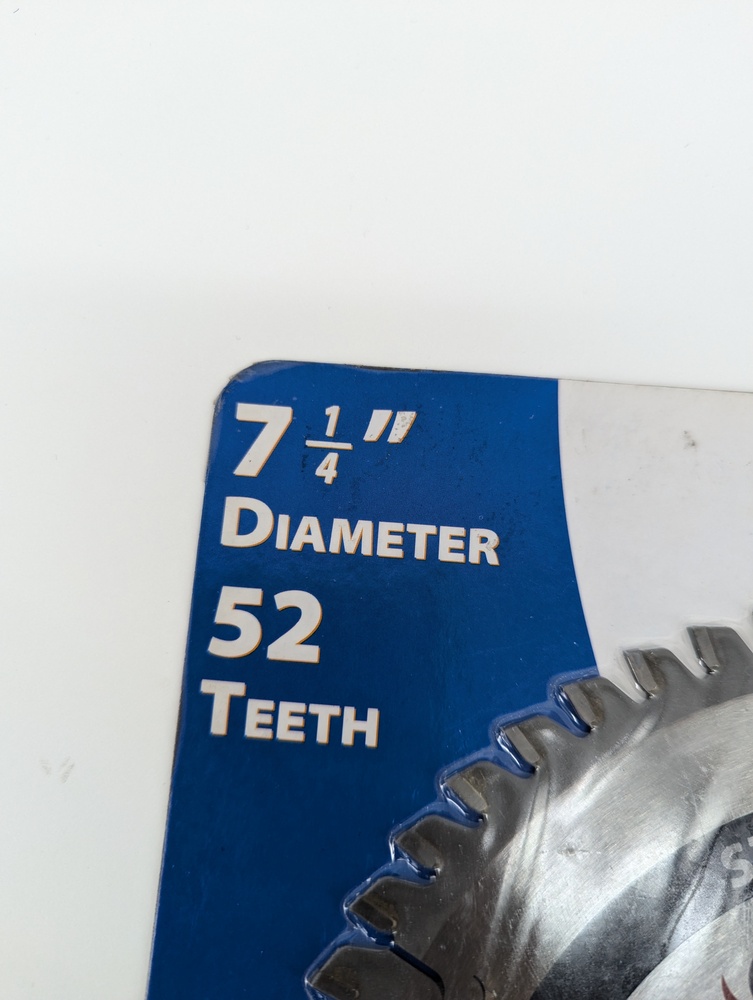 7 1/4"
DIAMETER
52
TEETH